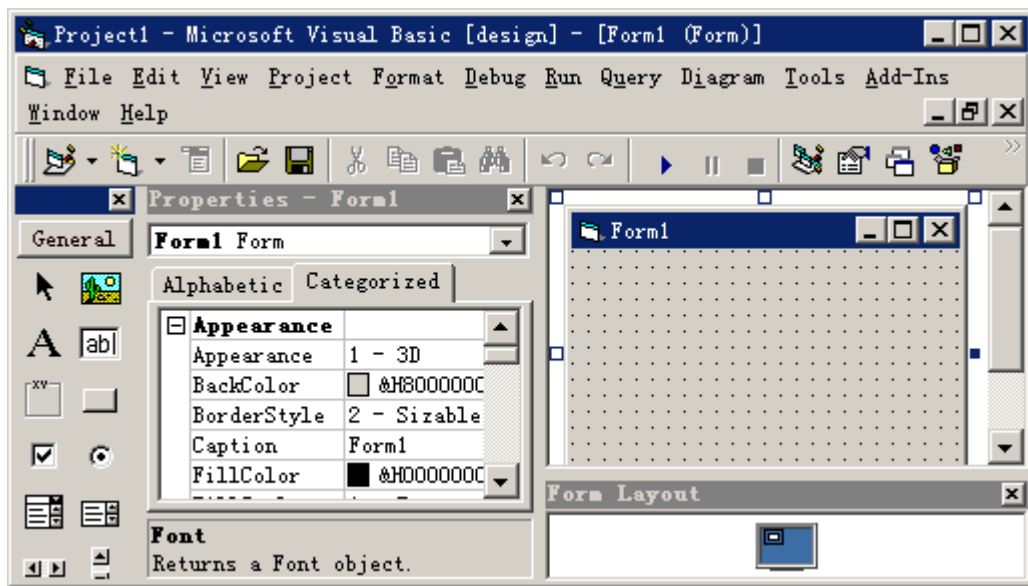 Project1 - Microsoft Visual Basic [design] - [Form1 (Form)]
File Edit View Project Format Debug Run Query Diagram Tools Add-Ins
Window Help
Properties - Form1
General
Form1 Form
Form1
Alphabetic Categorized
Appearance
Appearance 1 - 3D
A ab|
BackColor &H8000000
xv
BorderStyle 2 - Sizable
Caption Form1
FillColor &H0000000
Form Layout
Font
Returns a Font object.